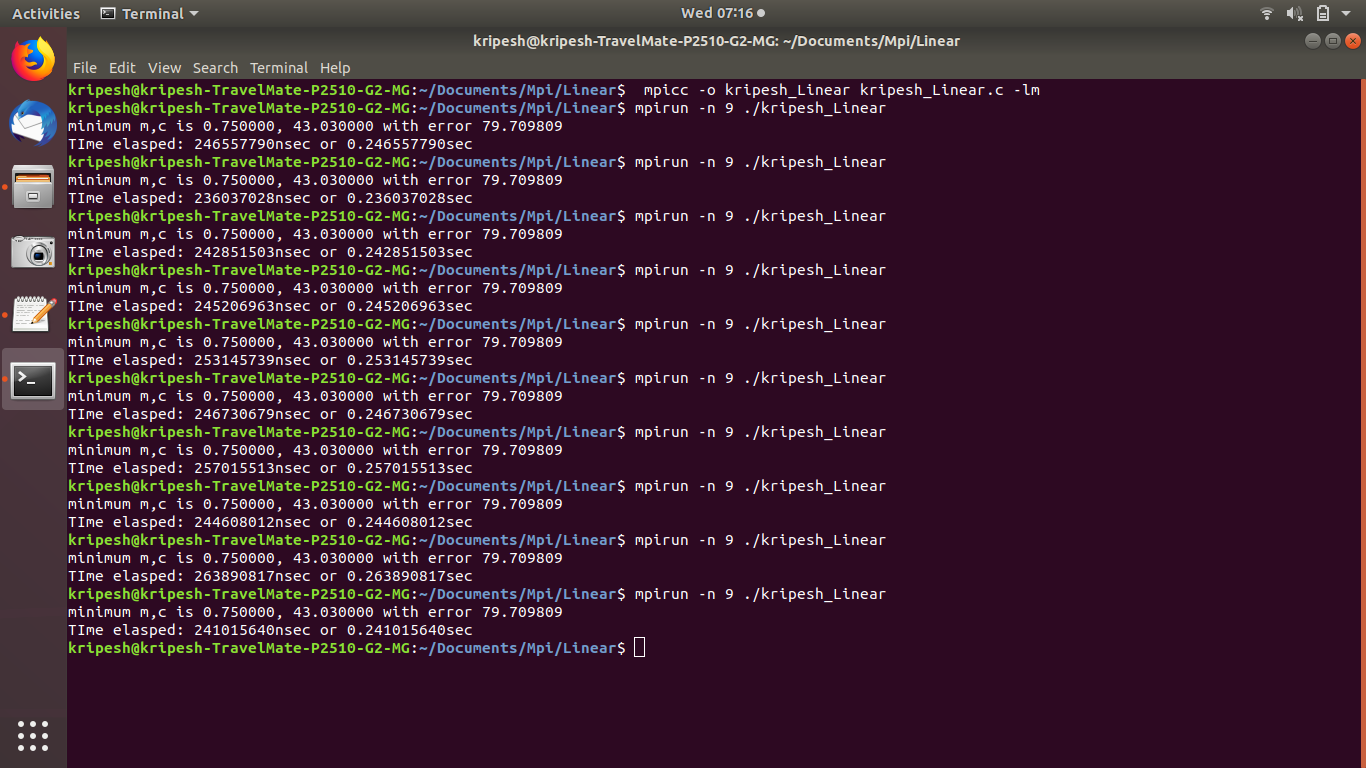 Activities Terminal Wed 07:16
kripesh@kripesh-TravelMate-P2510-G2-MG: ~/Documents/Mpi/Linear
File Edit View Search Terminal Help
kripesh@kripesh-TravelMate-P2510-G2-MG:~/Documents/Mpi/Linear$  mpicc -o kripesh_Linear kripesh_Linear.c -lm
kripesh@kripesh-TravelMate-P2510-G2-MG:~/Documents/Mpi/Linear$ mpirun -n 9 ./kripesh_Linear
minimum m,c is 0.750000, 43.030000 with error 79.709809
TIme elasped: 246557790nsec or 0.246557790sec
kripesh@kripesh-TravelMate-P2510-G2-MG:~/Documents/Mpi/Linear$ mpirun -n 9 ./kripesh_Linear
minimum m,c is 0.750000, 43.030000 with error 79.709809
TIme elasped: 236037028nsec or 0.236037028sec
kripesh@kripesh-TravelMate-P2510-G2-MG:~/Documents/Mpi/Linear$ mpirun -n 9 ./kripesh_Linear
minimum m,c is 0.750000, 43.030000 with error 79.709809
TIme elasped: 242851503nsec or 0.242851503sec
kripesh@kripesh-TravelMate-P2510-G2-MG:~/Documents/Mpi/Linear$ mpirun -n 9 ./kripesh_Linear
minimum m,c is 0.750000, 43.030000 with error 79.709809
TIme elasped: 245206963nsec or 0.245206963sec
kripesh@kripesh-TravelMate-P2510-G2-MG:~/Documents/Mpi/Linear$ mpirun -n 9 ./kripesh_Linear
minimum m,c is 0.750000, 43.030000 with error 79.709809
TIme elasped: 253145739nsec or 0.253145739sec
kripesh@kripesh-TravelMate-P2510-G2-MG:~/Documents/Mpi/Linear$ mpirun -n 9 ./kripesh_Linear
minimum m,c is 0.750000, 43.030000 with error 79.709809
TIme elasped: 246730679nsec or 0.246730679sec
kripesh@kripesh-TravelMate-P2510-G2-MG:~/Documents/Mpi/Linear$ mpirun -n 9 ./kripesh_Linear
minimum m,c is 0.750000, 43.030000 with error 79.709809
TIme elasped: 257015513nsec or 0.257015513sec
kripesh@kripesh-TravelMate-P2510-G2-MG:~/Documents/Mpi/Linear$ mpirun -n 9 ./kripesh_Linear
minimum m,c is 0.750000, 43.030000 with error 79.709809
TIme elasped: 244608012nsec or 0.244608012sec
kripesh@kripesh-TravelMate-P2510-G2-MG:~/Documents/Mpi/Linear$ mpirun -n 9 ./kripesh_Linear
minimum m,c is 0.750000, 43.030000 with error 79.709809
TIme elasped: 263890817nsec or 0.263890817sec
kripesh@kripesh-TravelMate-P2510-G2-MG:~/Documents/Mpi/Linear$ mpirun -n 9 ./kripesh_Linear
minimum m,c is 0.750000, 43.030000 with error 79.709809
TIme elasped: 241015640nsec or 0.241015640sec
kripesh@kripesh-TravelMate-P2510-G2-MG:~/Documents/Mpi/Linear$